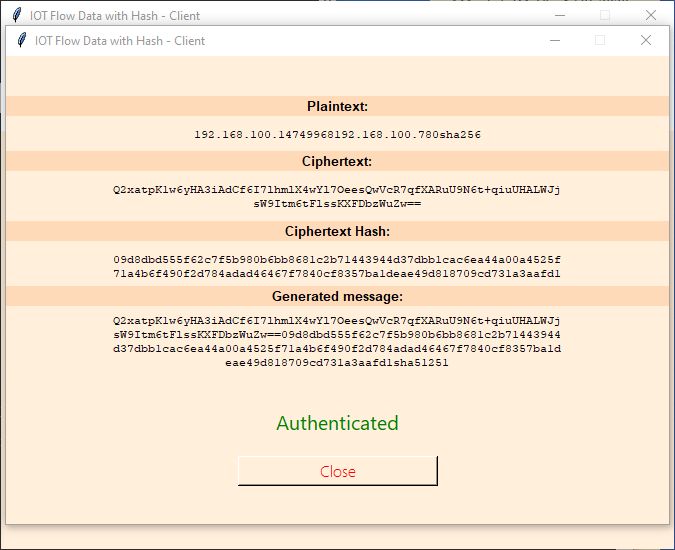 IOT Flow Data with Hash - Client
IOT Flow Data with Hash - Client
Plaintext:
192.168.100.14749968192.168.100.780sha256
Ciphertext:
Q2xatpKlw6yHA3iAdCf6I7lhmlX4wYl7OeesQwVcR7qfXARuU9N6t+qiuUHALWJj
sW9Itm6tFlssKXFDbzWuZw==
Ciphertext Hash:
09d8dbd555f62c7f5b980b6bb8681c2b71443944d37dbb1cac6ea44a00a4525f
71a4b6f490f2d784adad46467f7840cf8357ba1deae49d818709cd731a3aafd1
Generated message:
Q2xatpKlw6yHA3iAdCf6I7lhmlX4wYl7OeesQwVcR7qfXARuU9N6t+qiuUHALWJj
sW9Itm6tFlssKXFDbzWuZw==09d8dbd555f62c7f5b980b6bb8681c2b71443944
d37dbb1cac6ea44a00a4525f71a4b6f490f2d784adad46467f7840cf8357ba1d
eae49d818709cd731a3aafd1sha51251
Authenticated
Close